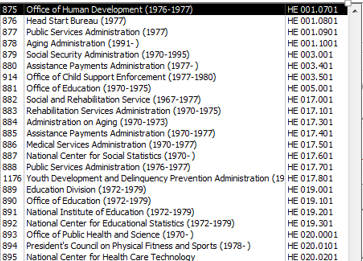 875 Office of Human Development (1976-1977) HE 001.0701
876 Head Start Bureau (1977) HE 001.0801
877 Public Services Administration (1977) HE 001.0901
878 Aging Administration (1991- ) HE 001.1001
879 Social Security Administration (1970-1995) HE 003.001
880 Assistance Payments Administration (1977- ) HE 003.401
914 Office of Child Support Enforcement (1977-1980) HE 003.501
881 Office of Education (1970-1975) HE 005.001
882 Social and Rehabilitation Service (1967-1977) HE 017.001
883 Rehabilitation Services Administration (1970-1975) HE 017.101
884 Administration on Aging (1970-1973) HE 017.301
885 Assistance Payments Administration (1970-1977) HE 017.401
886 Medical Services Administration (1970-1977) HE 017.501
887 National Center for Social Statistics (1970- ) HE 017.601
888 Public Services Administration (1976-1977) HE 017.701
1176 Youth Development and Delinquency Prevention Administration (19 HE 017.801
889 Education Division (1972-1979) HE 019.001
890 Office of Education (1972-1979) HE 019.101
891 National Institute of Education (1972-1979) HE 019.201
892 National Center for Educational Statistics (1972-1979) HE 019.301
893 Office of Public Health and Science (1970- ) HE 020.0001
894 President's Council on Physical Fitness and Sports (1978- ) HE 020.0101
895 National Center for Health Care Technology HE 020.0201